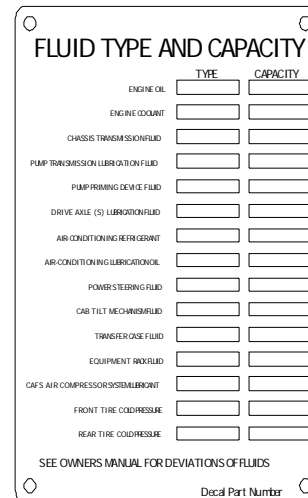 FLUID TYPE AND CAPACITY
TYPE CAPACITY
ENGINE OIL
ENGINE COOLANT
CHASSIS TRANSMISSION FLUID
PUMP TRANSMISSION LUBRICATION FLUID
PUMP PRIMING DEVICE FLUID
DRIVE AXLE (S) LUBRICATION FLUID
AIR-CONDITIONING REFRIGERANT
AIR-CONDITIONING LUBRICATION OIL
POWER STEERING FLUID
CAB TILT MECHANISM FLUID
TRANSFER CASE FLUID
EQUIPMENT RACK FLUID
CAFS AIR COMPRESSOR SYSTEM LUBRICANT
FRONT TIRE COLD PRESSURE
REAR TIRE COLD PRESSURE
SEE OWNERS MANUAL FOR DEVIATIONS OF FLUIDS
Decal Part Number